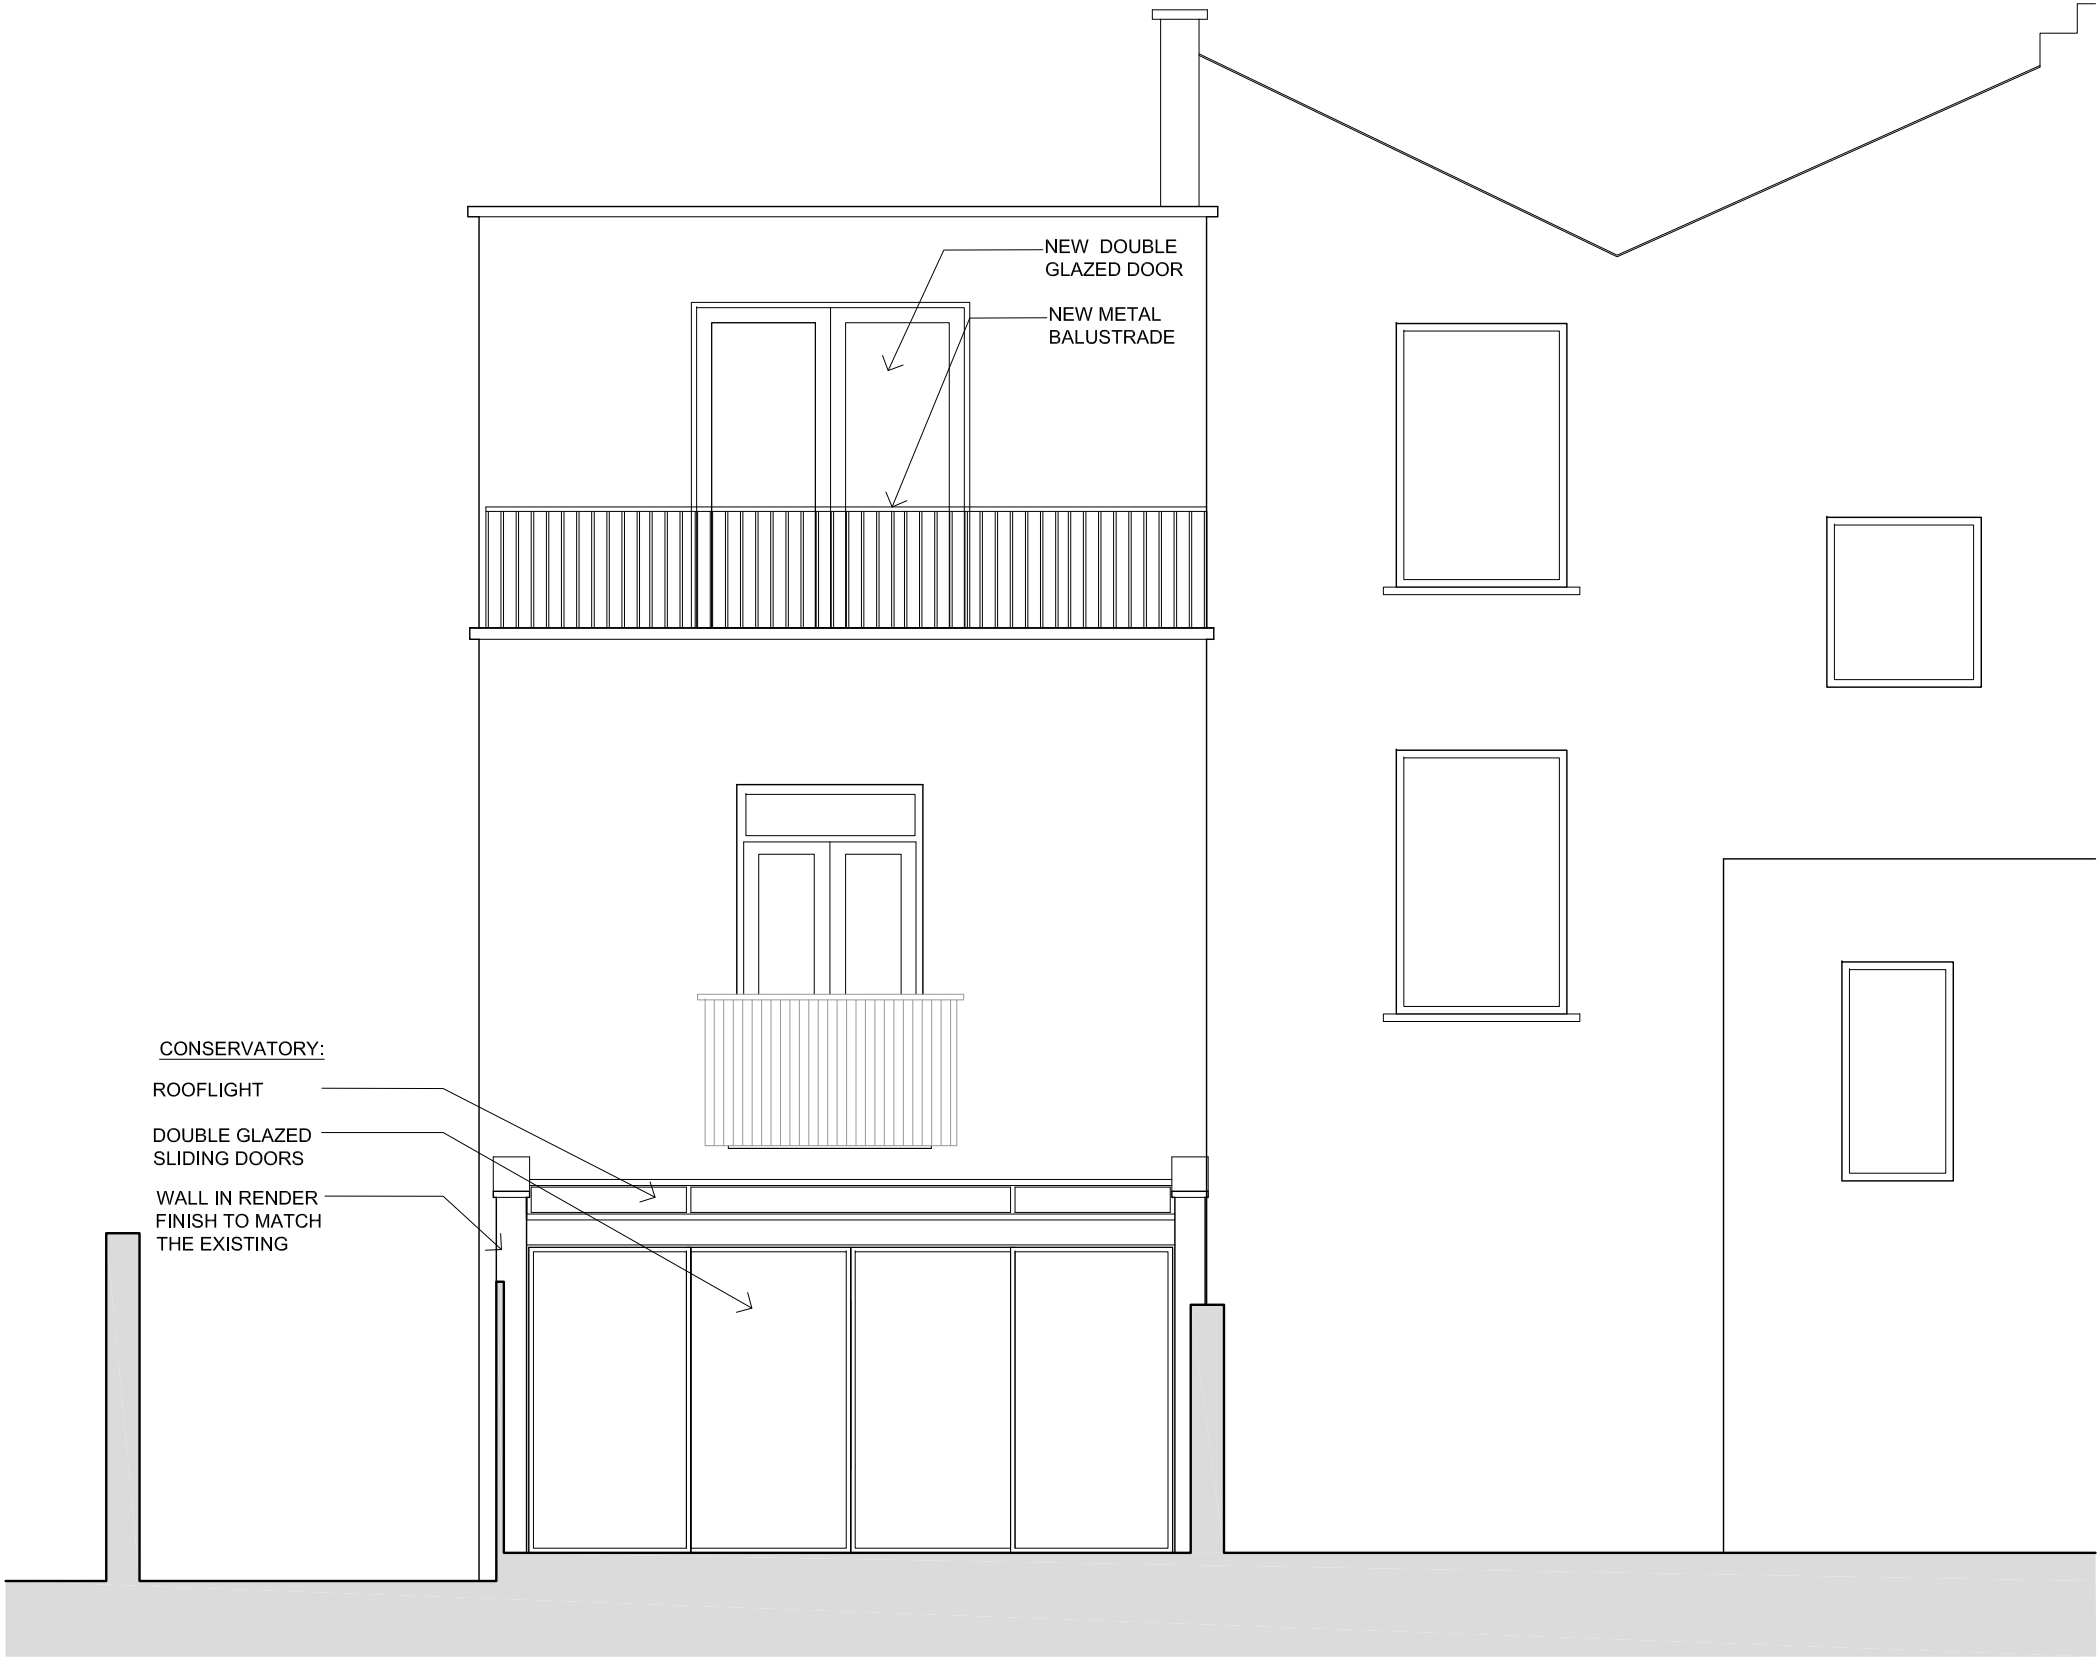 NEW DOUBLE
GLAZED DOOR
NEW METAL
BALUSTRADE
CONSERVATORY:
ROOFLIGHT
DOUBLE GLAZED
SLIDING DOORS
WALL IN RENDER
FINISH TO MATCH
THE EXISTING